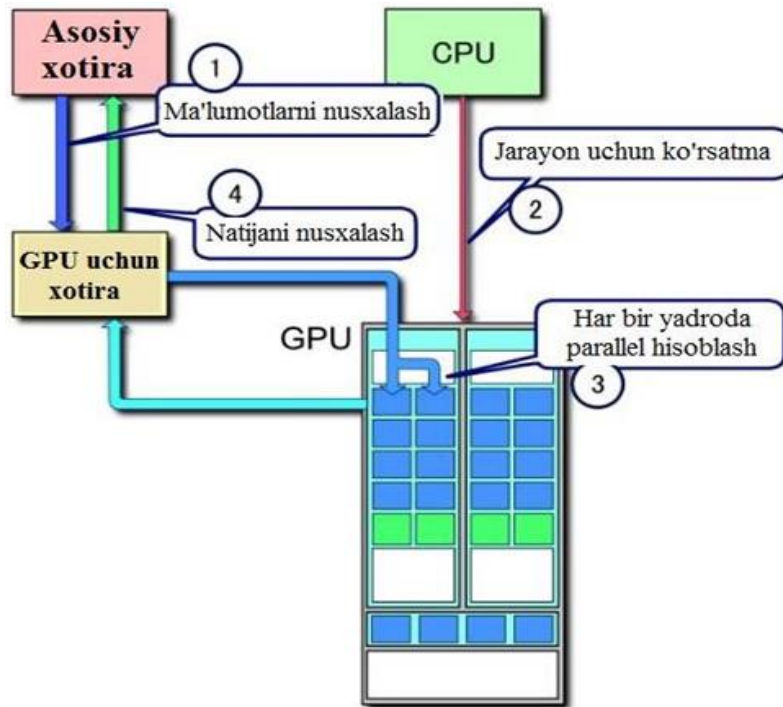 Asosiy
xotira
CPU
1
Ma'lumotlarni nusxalash
Jarayon uchun ko'rsatma
2
4
Natijani nusxalash
GPU uchun
xotira
GPU
Har bir yadroda
parallel hisoblash
3